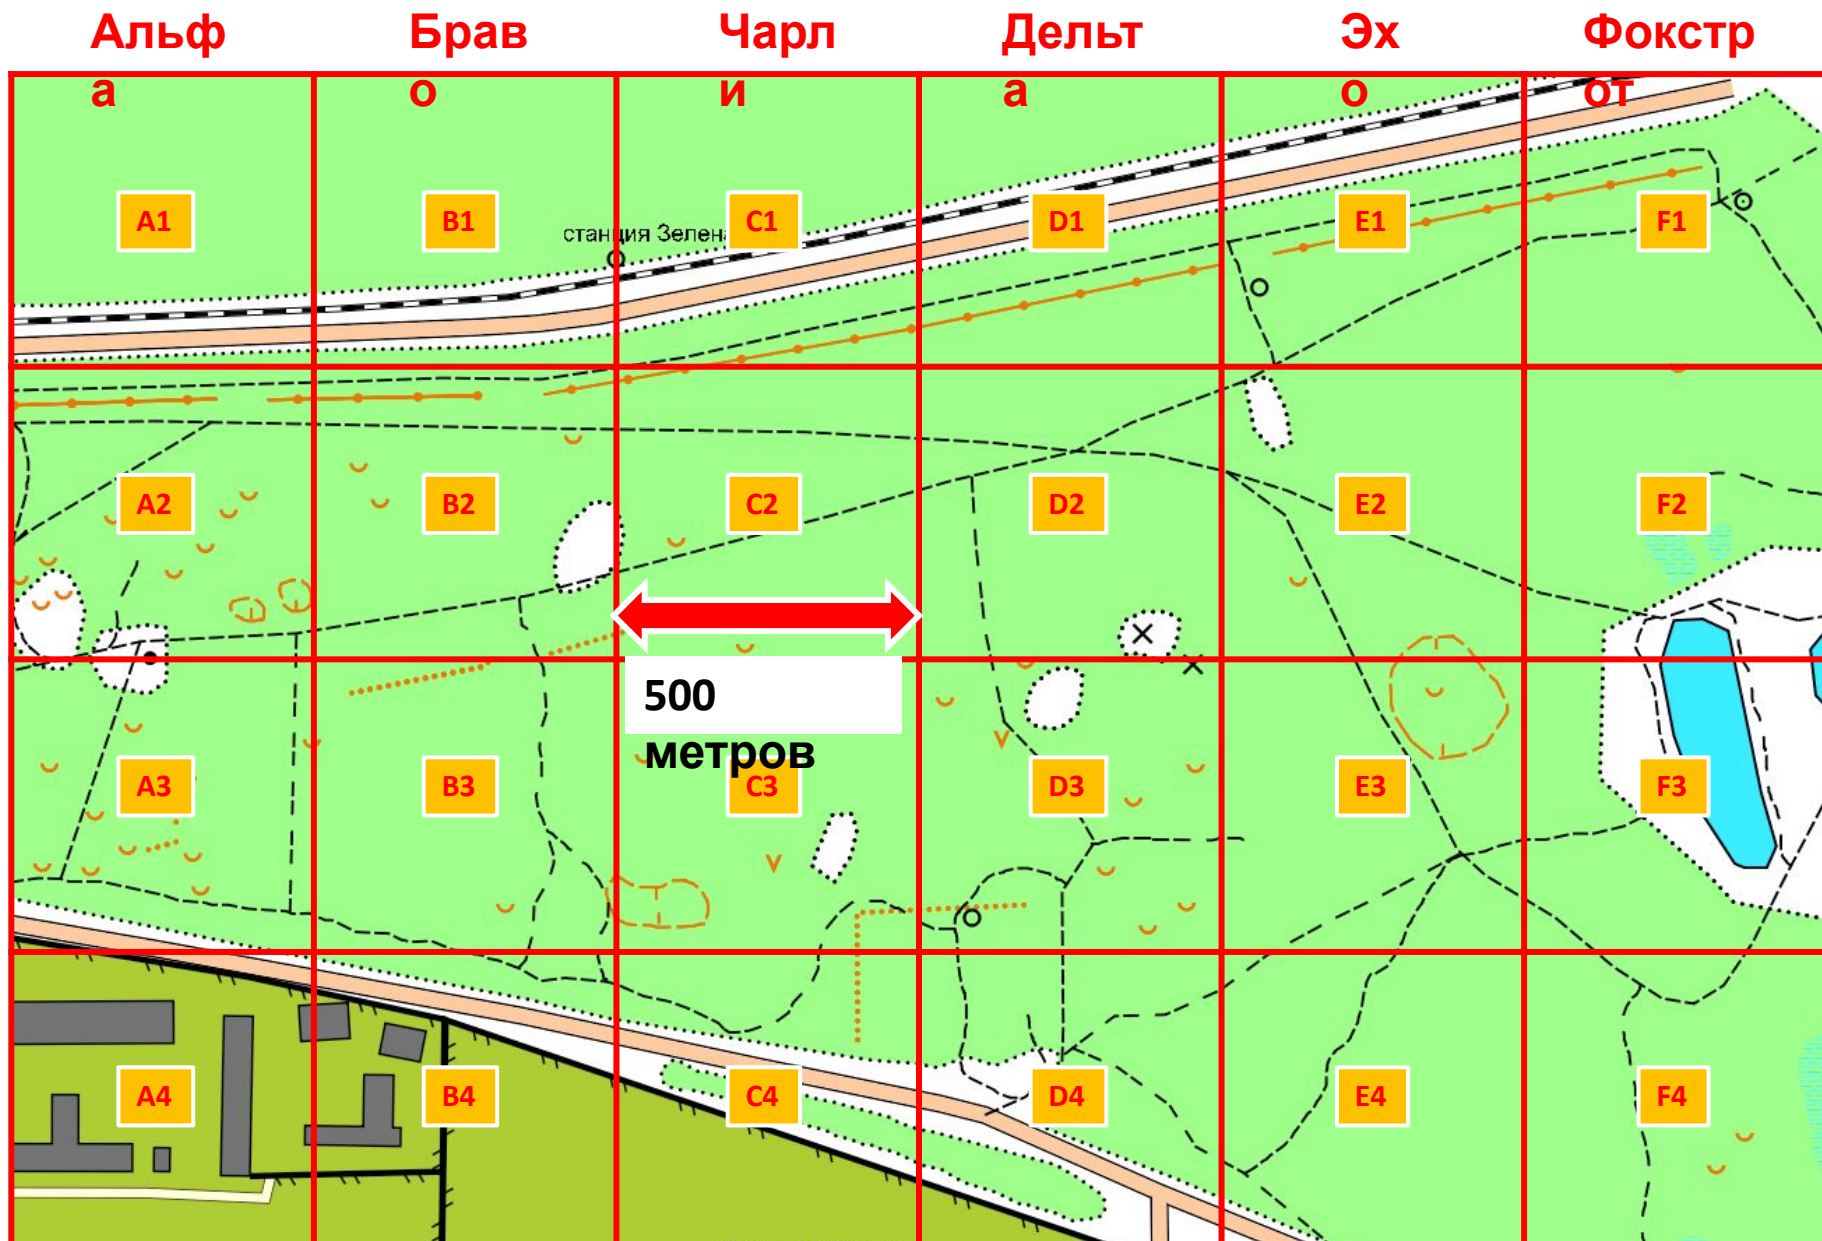 Альф Брав Чарл Дельт Эх Фокстр
а о и а о от
A1 B1 C1 D1 E1 F1
станция Зелена
A2 B2 C2 D2 E2 F2
500
метров
A3 B3 C3 D3 E3 F3
A4 B4 C4 D4 E4 F4